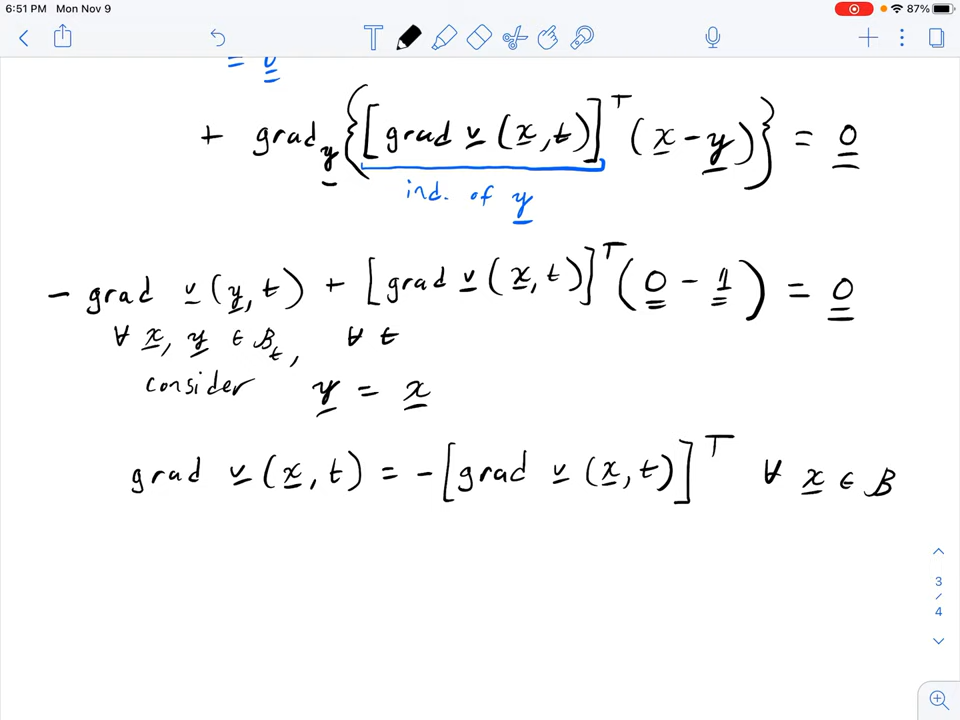 6:51 PM Mon Nov 9
87%
= v
+ grad_y {[grad v (x,t)]^T (x - y)} = 0
ind. of y
- grad v (y,t) + [grad v (x,t)]^T (0 - 1) = 0
∀ x, y ∈ B_t, ∀ t
consider y = x
grad v (x,t) = -[grad v (x,t)]^T ∀ x ∈ B
3
/
4